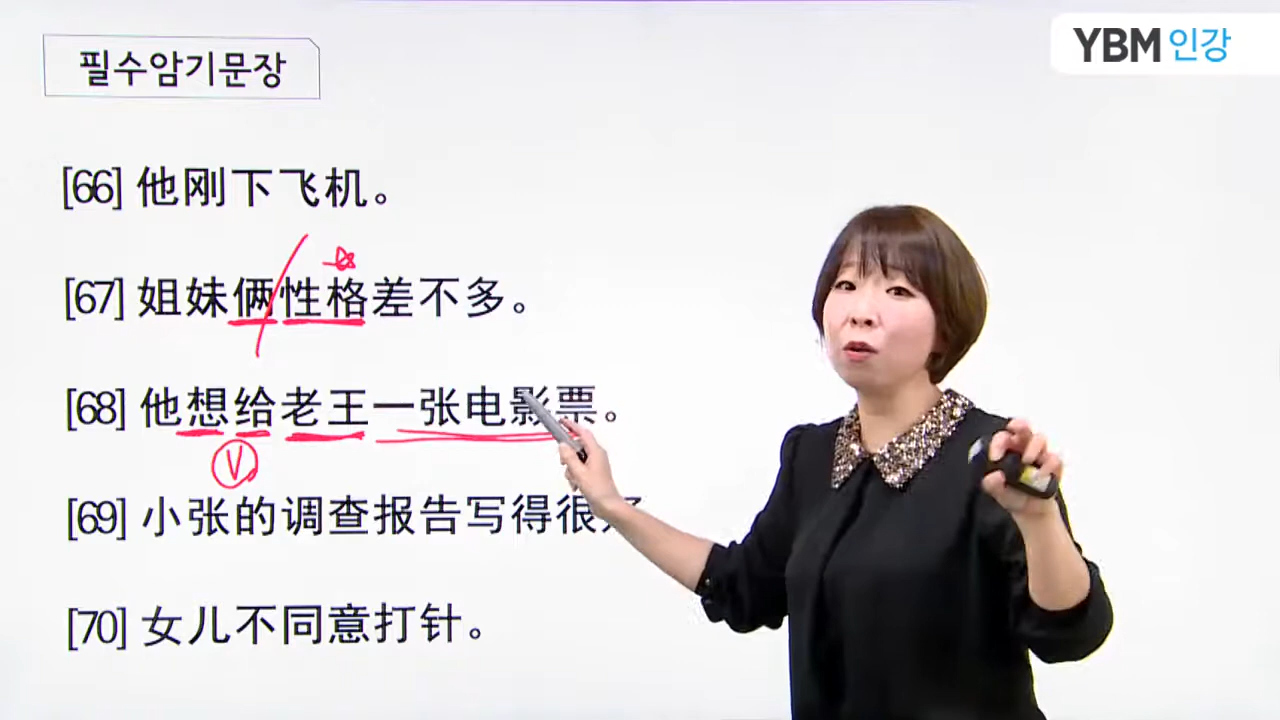 필수암기문장
YBM 인강
[66] 他刚下飞机。
[67] 姐妹俩性格差不多。
[68] 他想给老王一张电影票。
V
[69] 小张的调查报告写得很
[70] 女儿不同意打针。